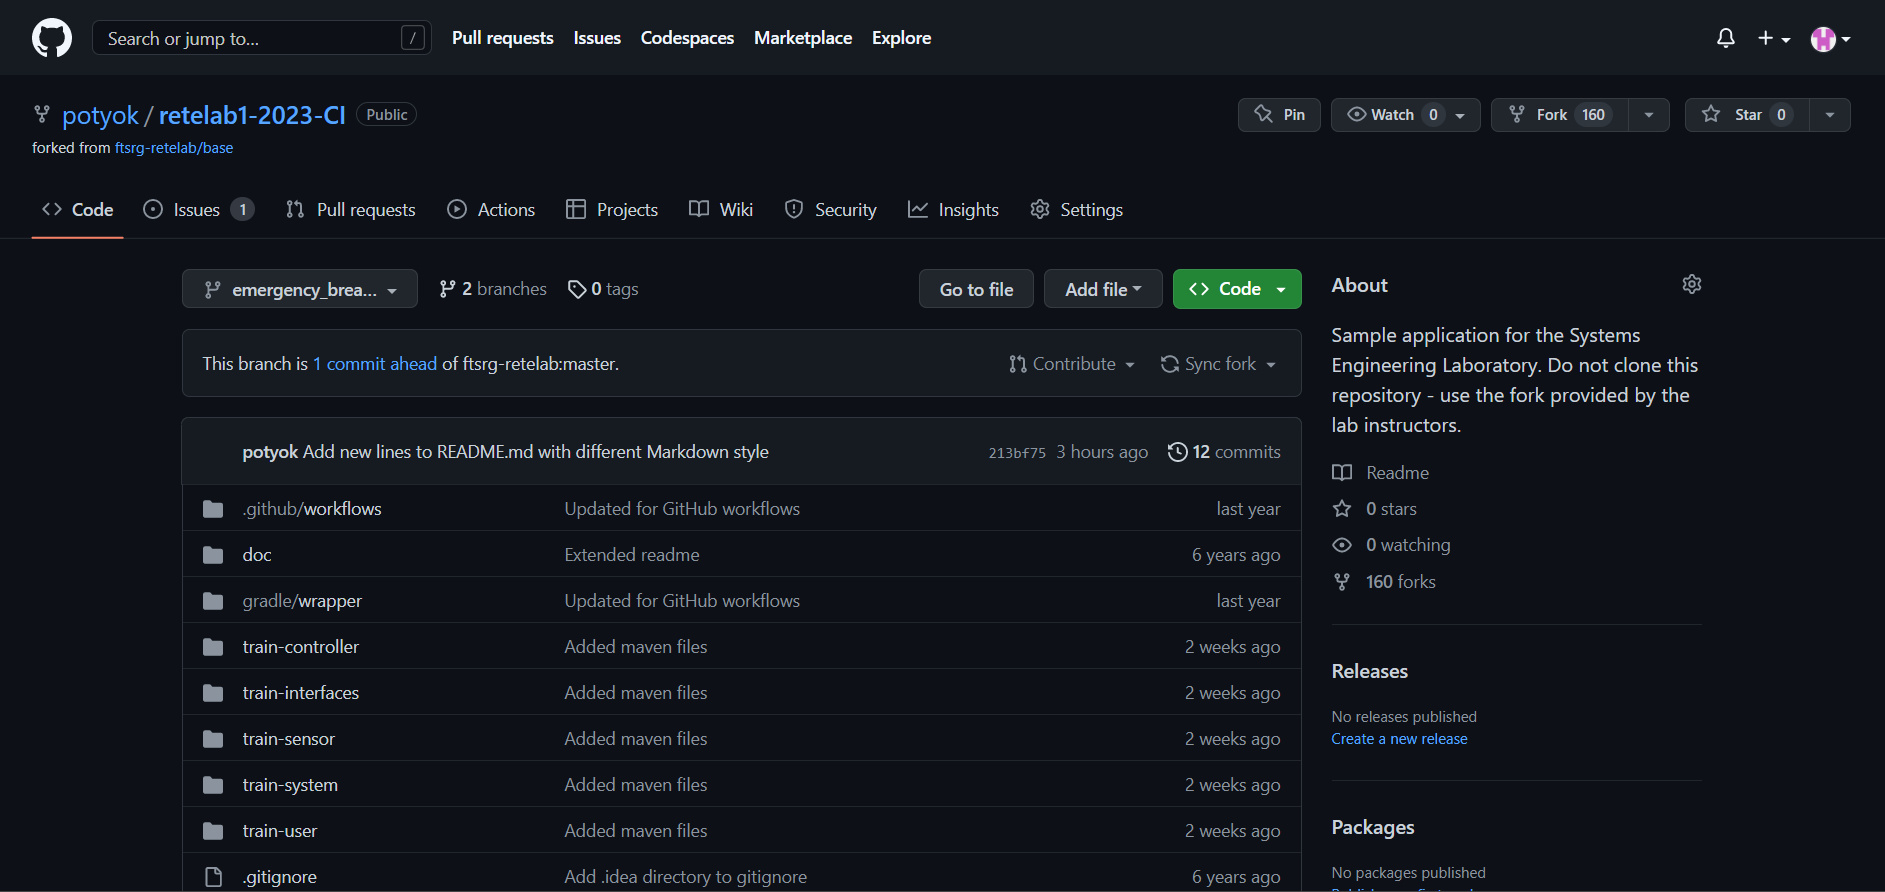 Search or jump to... /
Pull requests Issues Codespaces Marketplace Explore
potyok / retelab1-2023-CI Public
Pin Watch 0 Fork 160 Star 0
forked from ftsrg-retelab/base
Code Issues 1 Pull requests Actions Projects Wiki Security Insights Settings
emergency_brea... 2 branches 0 tags Go to file Add file Code
This branch is 1 commit ahead of ftsrg-retelab:master. Contribute Sync fork
potyok Add new lines to README.md with different Markdown style 213bf75 3 hours ago 12 commits
.github/workflows Updated for GitHub workflows last year
doc Extended readme 6 years ago
gradle/wrapper Updated for GitHub workflows last year
train-controller Added maven files 2 weeks ago
train-interfaces Added maven files 2 weeks ago
train-sensor Added maven files 2 weeks ago
train-system Added maven files 2 weeks ago
train-user Added maven files 2 weeks ago
.gitignore Add .idea directory to gitignore 6 years ago
About
Sample application for the Systems
Engineering Laboratory. Do not clone this
repository - use the fork provided by the
lab instructors.
Readme
0 stars
0 watching
160 forks
Releases
No releases published
Create a new release
Packages
No packages published